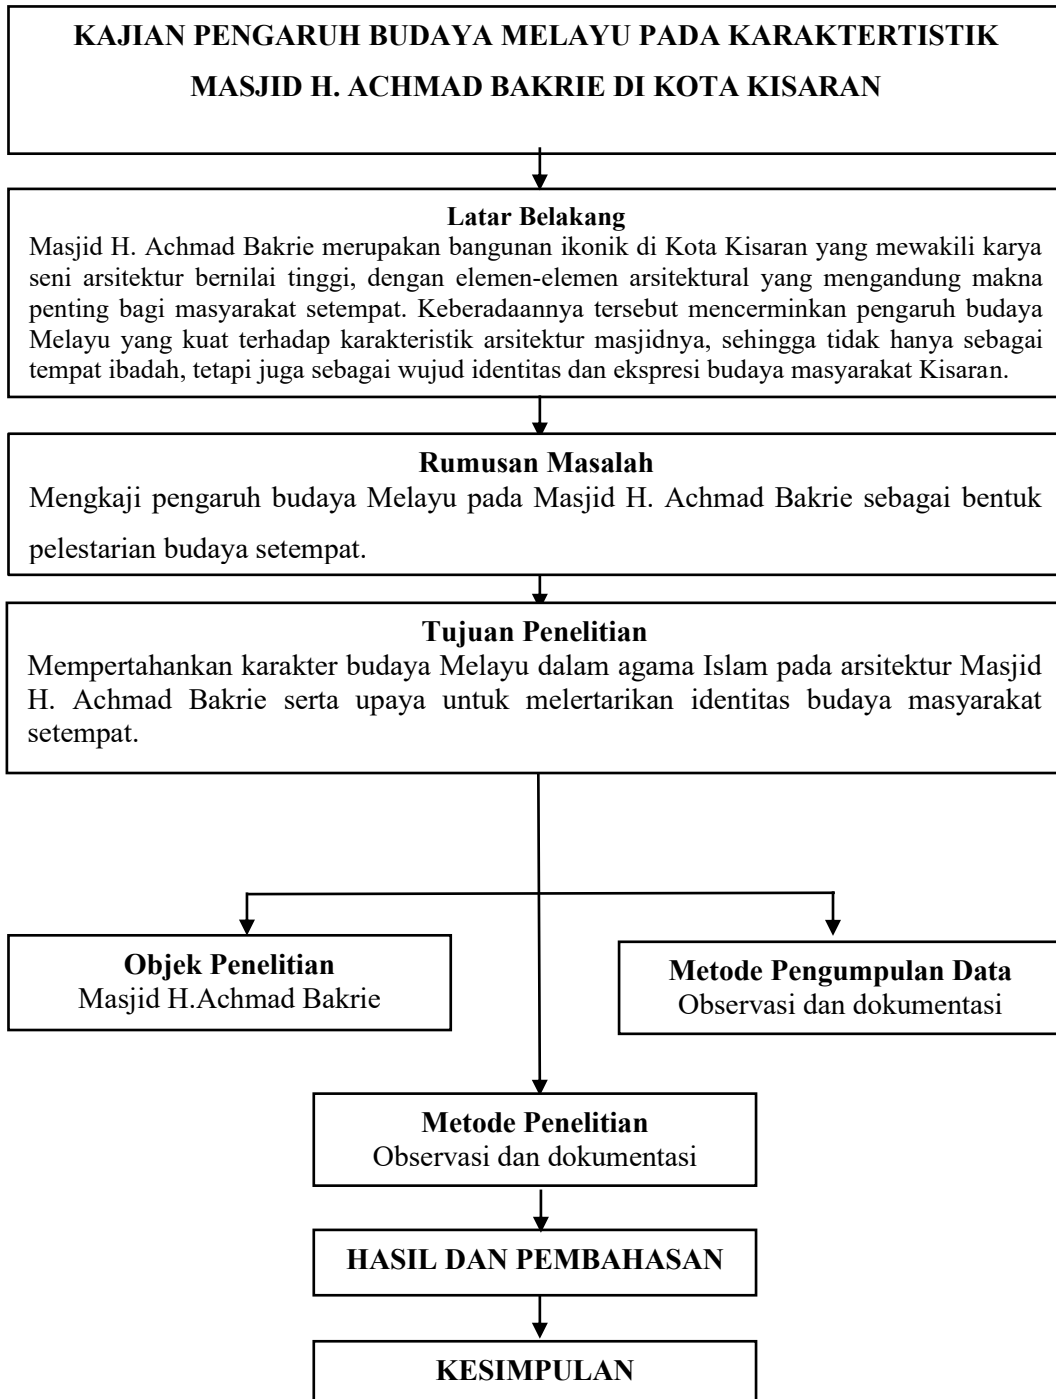 KAJIAN PENGARUH BUDAYA MELAYU PADA KARAKTERTISTIK
MASJID H. ACHMAD BAKRIE DI KOTA KISARAN
Latar Belakang
Masjid H. Achmad Bakrie merupakan bangunan ikonik di Kota Kisaran yang mewakili karya
seni arsitektur bernilai tinggi, dengan elemen-elemen arsitektural yang mengandung makna
penting bagi masyarakat setempat. Keberadaannya tersebut mencerminkan pengaruh budaya
Melayu yang kuat terhadap karakteristik arsitektur masjidnya, sehingga tidak hanya sebagai
tempat ibadah, tetapi juga sebagai wujud identitas dan ekspresi budaya masyarakat Kisaran.
Rumusan Masalah
Mengkaji pengaruh budaya Melayu pada Masjid H. Achmad Bakrie sebagai bentuk
pelestarian budaya setempat.
Tujuan Penelitian
Mempertahankan karakter budaya Melayu dalam agama Islam pada arsitektur Masjid
H. Achmad Bakrie serta upaya untuk melertarikan identitas budaya masyarakat
setempat.
Objek Penelitian
Masjid H.Achmad Bakrie
Metode Pengumpulan Data
Observasi dan dokumentasi
Metode Penelitian
Observasi dan dokumentasi
HASIL DAN PEMBAHASAN
KESIMPULAN